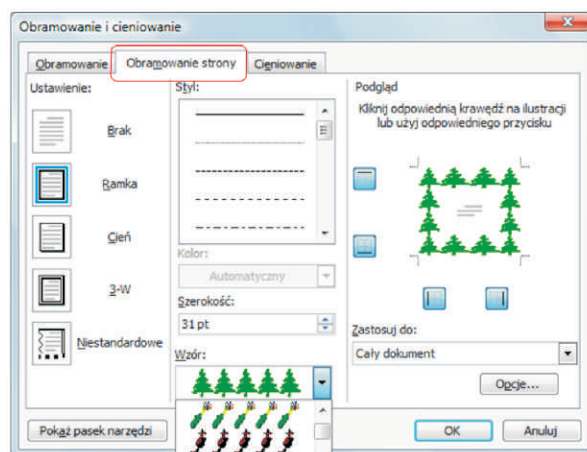 Obramowanie i cieniowanie
Obramowanie
Obramowanie strony
Cieniowanie
Ustawienie:
Brak
Ramka
Cień
3-W
Niestandardowe
Styl:
Kolor:
Automatyczny
Szerokość:
31 pt
Wzór:
Podgląd
Kliknij odpowiednią krawędź na ilustracji
lub użyj odpowiedniego przycisku
Zastosuj do:
Cały dokument
Opcje...
Pokaż pasek narzędzi
OK
Anuluj